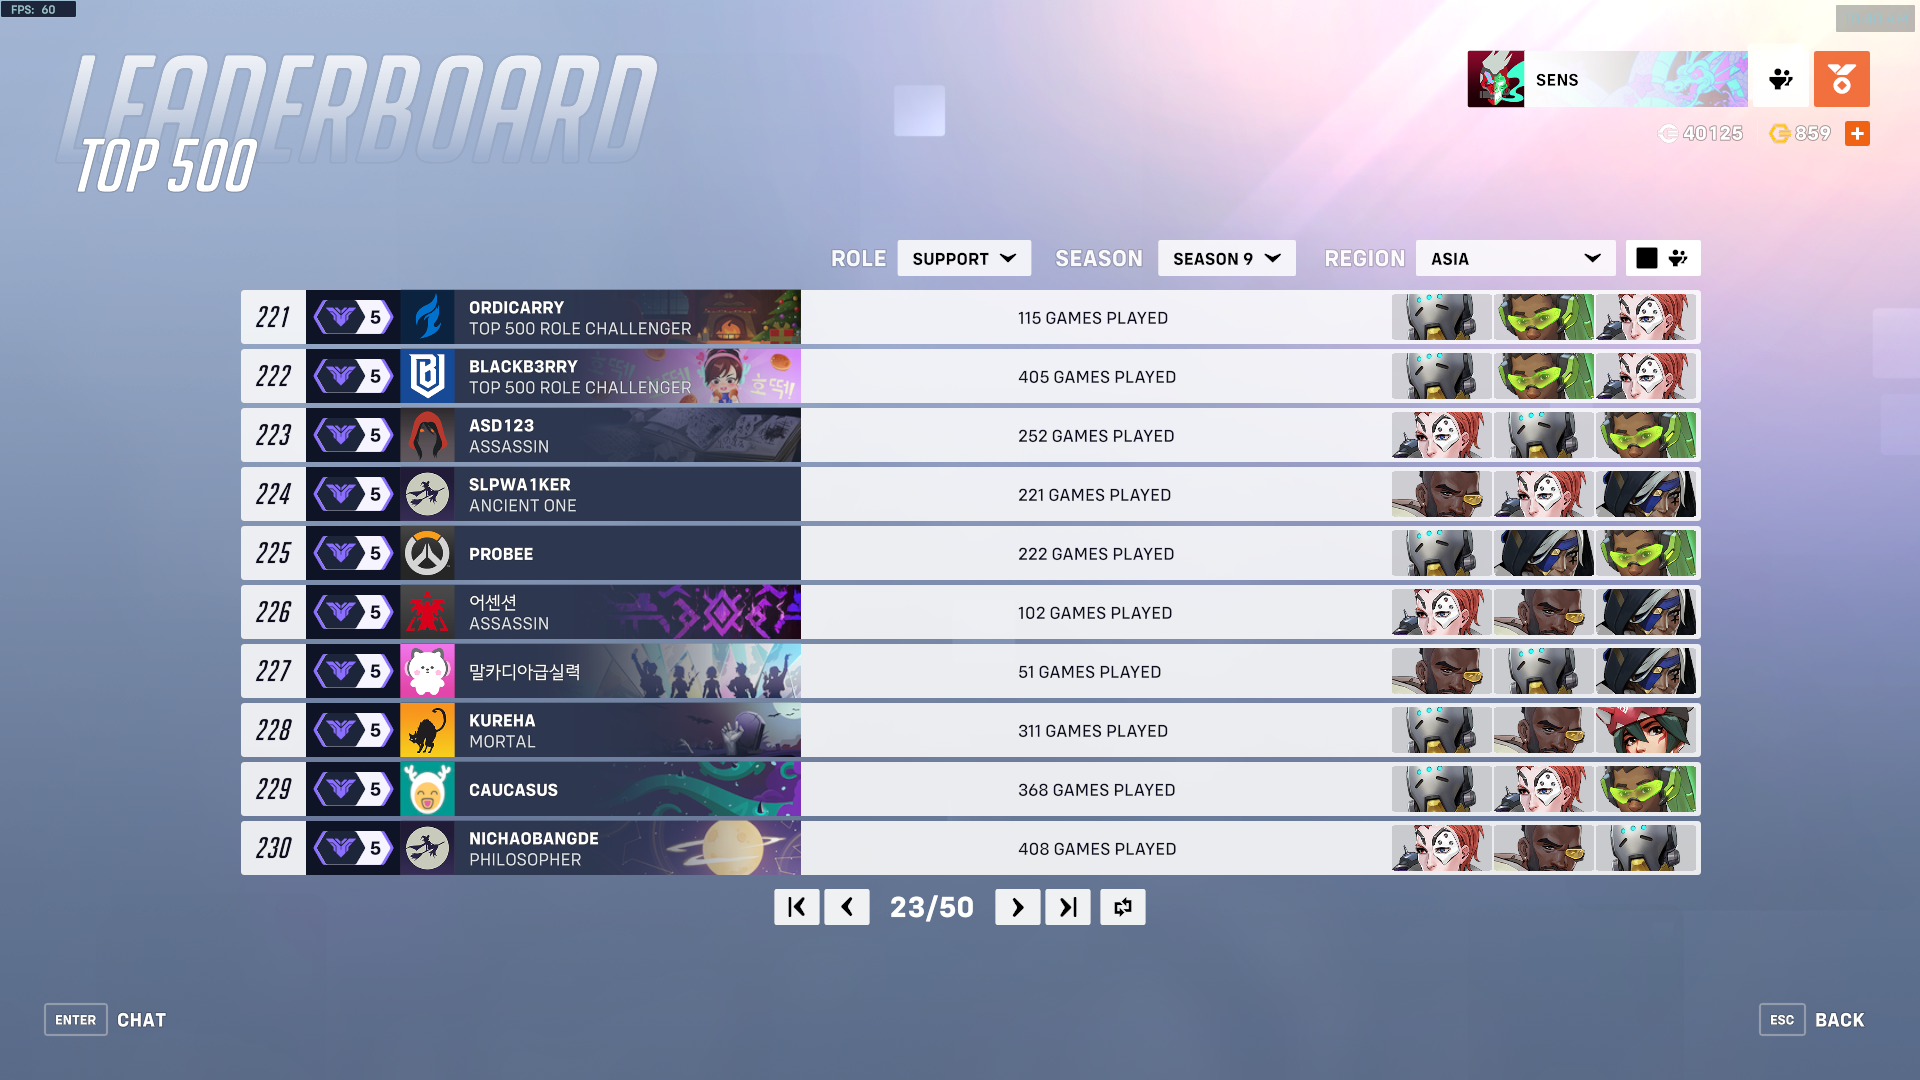 FPS: 60
LEADERBOARD
TOP 500
SENS
40125 859
ROLE SUPPORT SEASON SEASON 9 REGION ASIA
221 5 ORDICARRY
TOP 500 ROLE CHALLENGER
115 GAMES PLAYED
222 5 BLACKB3RRY
TOP 500 ROLE CHALLENGER
호떡!
405 GAMES PLAYED
223 5 ASD123
ASSASSIN
252 GAMES PLAYED
224 5 SLPWA1KER
ANCIENT ONE
221 GAMES PLAYED
225 5 PROBEE
222 GAMES PLAYED
226 5 어센션
ASSASSIN
102 GAMES PLAYED
227 5 말카디아급실력
51 GAMES PLAYED
228 5 KUREHA
MORTAL
311 GAMES PLAYED
229 5 CAUCASUS
368 GAMES PLAYED
230 5 NICHAOBANGDE
PHILOSOPHER
408 GAMES PLAYED
23/50
ENTER CHAT
ESC BACK